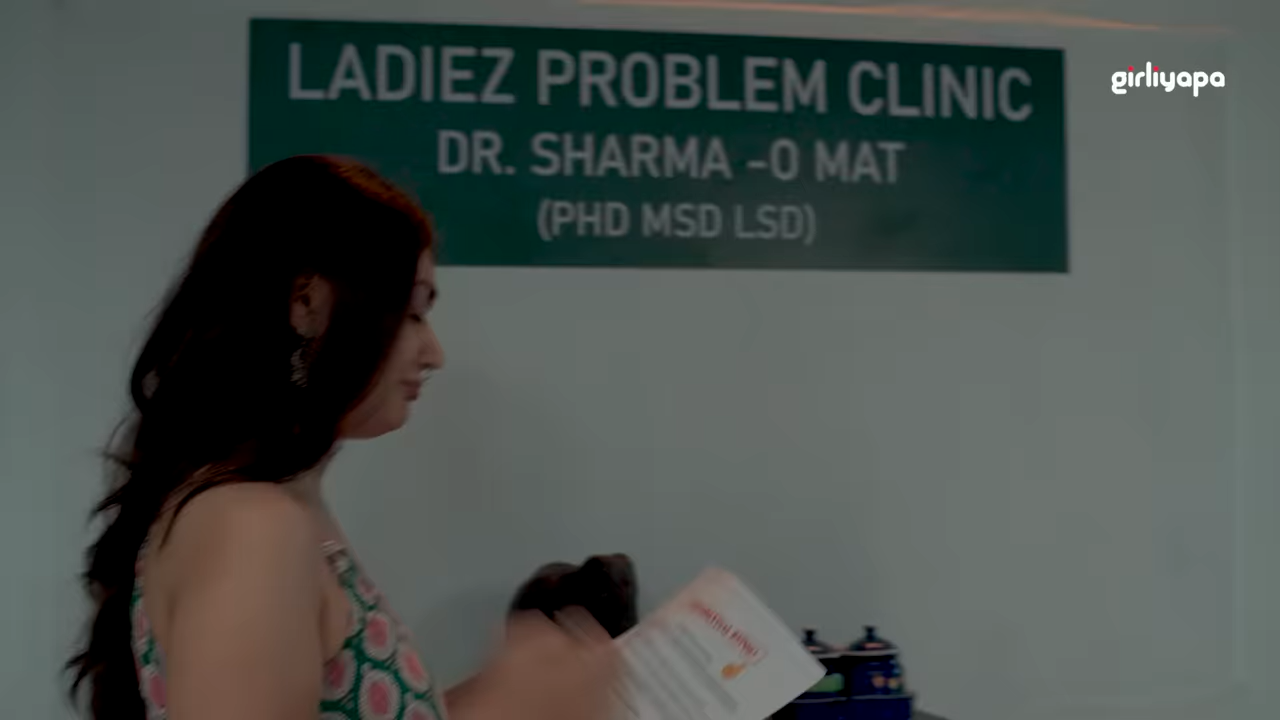 LADIEZ PROBLEM CLINIC
girliyapa
DR. SHARMA -O MAT
(PHD MSD LSD)